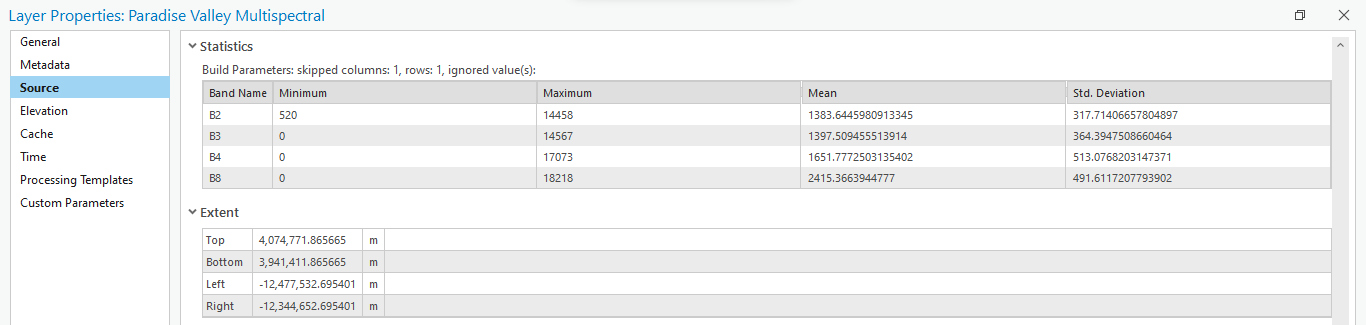 Layer Properties: Paradise Valley Multispectral
General
Metadata
Source
Elevation
Cache
Time
Processing Templates
Custom Parameters
Statistics
Build Parameters: skipped columns: 1, rows: 1, ignored value(s):
Band Name Minimum Maximum Mean Std. Deviation
B2 520 14458 1383.6445980913345 317.71406657804897
B3 0 14567 1397.509455513914 364.3947508660464
B4 0 17073 1651.7772503135402 513.0768203147371
B8 0 18218 2415.3663944777 491.6117207793902
Extent
Top 4,074,771.865665 m
Bottom 3,941,411.865665 m
Left -12,477,532.695401 m
Right -12,344,652.695401 m